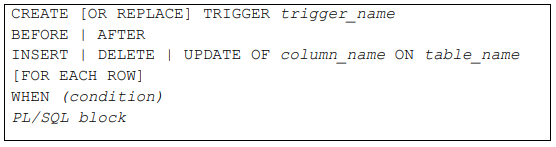 CREATE [OR REPLACE] TRIGGER trigger_name
BEFORE | AFTER
INSERT | DELETE | UPDATE OF column_name ON table_name
[FOR EACH ROW]
WHEN (condition)
PL/SQL block